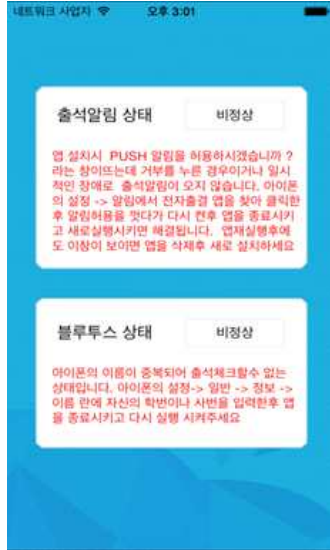 네트워크 사업자 오후 3:01
출석알림 상태 비정상
앱 설치시 PUSH 알림을 허용하시겠습니까 ?
라는 창이뜨는데 거부를 누른 경우이거나 일시
적인 장애로 출석알림이 오지 않습니다. 아이폰
의 설정 -> 알림에서 전자출결 앱을 찾아 클릭한
후 알림허용을 껏다가 다시 켠후 앱을 종료시키
고 새로실행시키면 해결됩니다. 앱재실행후에
도 이상이 보이면 앱을 삭제후 새로 설치하세요
블루투스 상태 비정상
아이폰의 이름이 중복되어 출석체크할수 없는
상태입니다. 아이폰의 설정-> 일반 -> 정보 ->
이름 란에 자신의 학번이나 사번을 입력한후 앱
을 종료시키고 다시 실행 시켜주세요